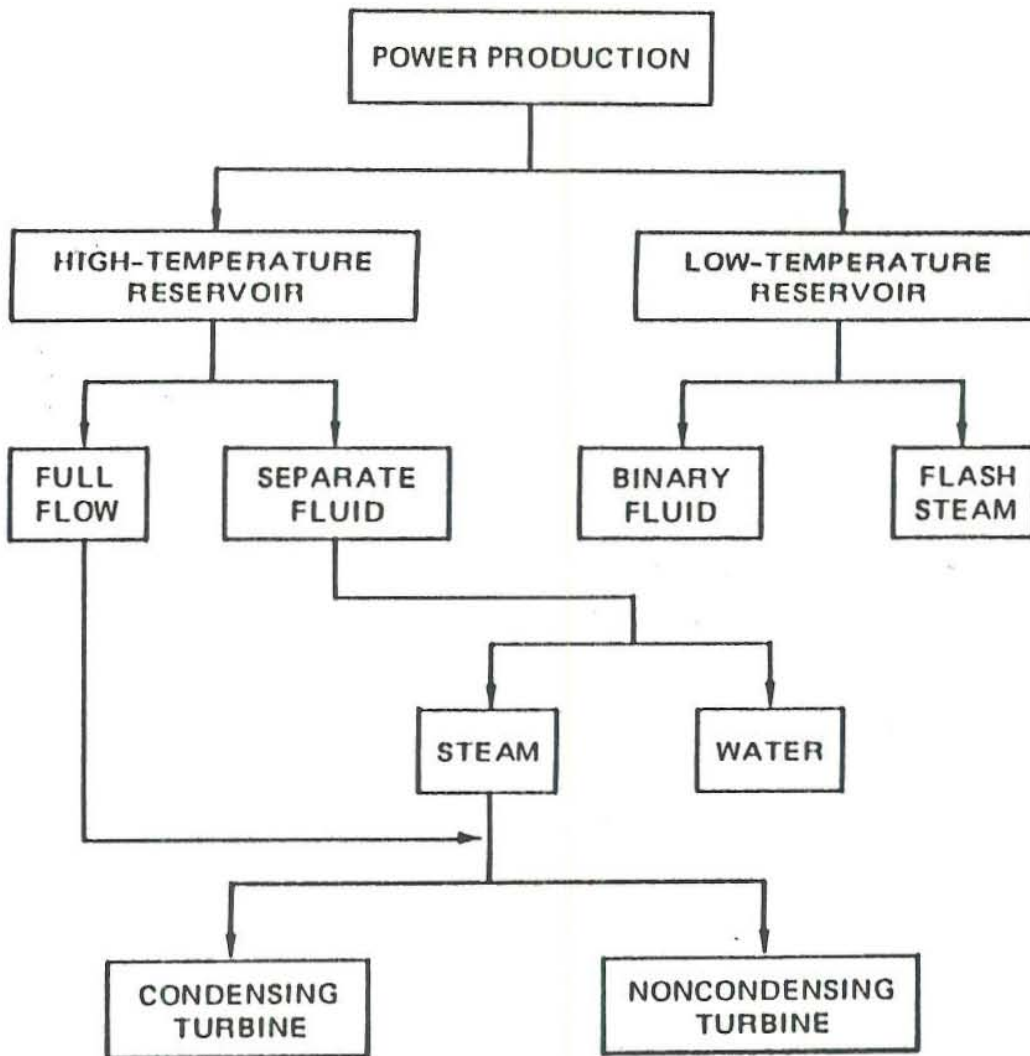 POWER PRODUCTION
HIGH-TEMPERATURE
RESERVOIR
LOW-TEMPERATURE
RESERVOIR
FULL
FLOW
SEPARATE
FLUID
BINARY
FLUID
FLASH
STEAM
STEAM
WATER
CONDENSING
TURBINE
NONCONDENSING
TURBINE